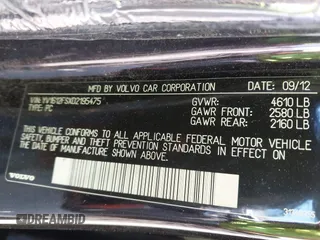 MFD BY VOLVO CAR CORPORATION DATE: 09/12
VIN: YV1612FSXD2195475 GVWR: 4610 LB
TYPE: PC GAWR FRONT: 2580 LB
GAWR REAR: 2160 LB
THIS VEHICLE CONFORMS TO ALL APPLICABLE FEDERAL MOTOR VEHICLE
SAFETY, BUMPER AND THEFT PREVENTION STANDARDS IN EFFECT ON
THE DATE OF MANUFACTURE SHOWN ABOVE.
VOLVO
DREAMBID